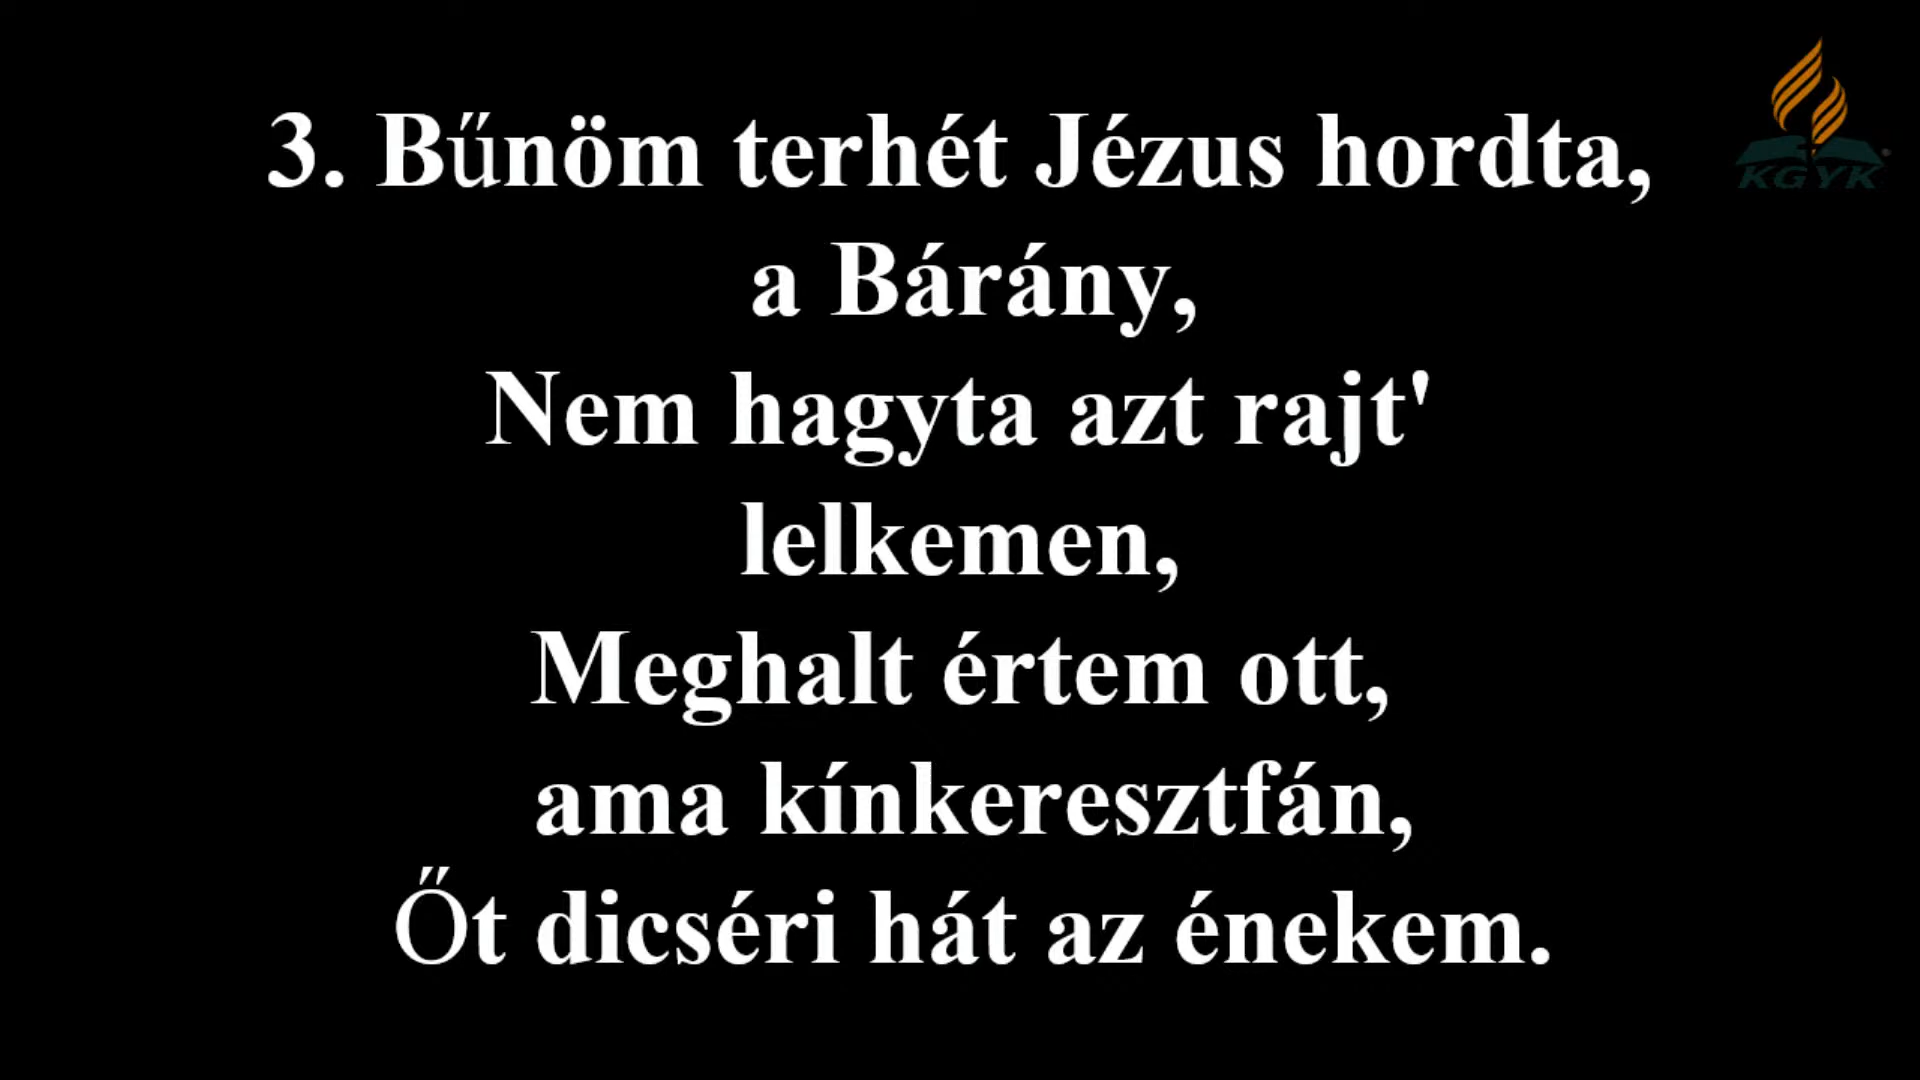 3. Bűnöm terhét Jézus hordta,
a Bárány,
Nem hagyta azt rajt'
lelkemen,
Meghalt értem ott,
ama kínkeresztfán,
Őt dicséri hát az énekem.
KGYK